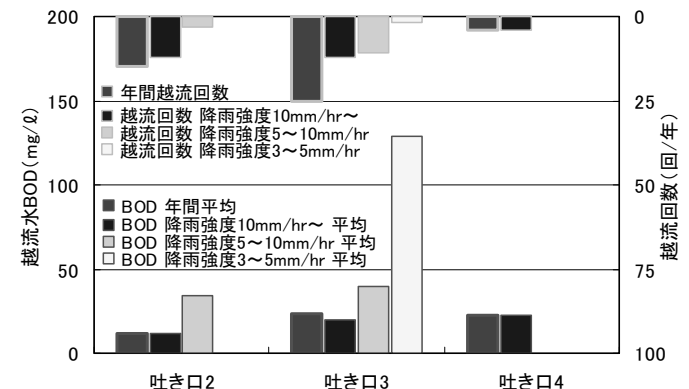 200
0
■ 年間越流回数
150
25
■ 越流回数 降雨強度10mm/hr～
越流回数 降雨強度5～10mm/hr
越流回数 降雨強度3～5mm/hr
越流水BOD(mg/ℓ)
越流回数(回/年)
100
50
■ BOD 年間平均
■ BOD 降雨強度10mm/hr～ 平均
□ BOD 降雨強度5～10mm/hr 平均
□ BOD 降雨強度3～5mm/hr 平均
50
75
0
100
吐き口2 吐き口3 吐き口4